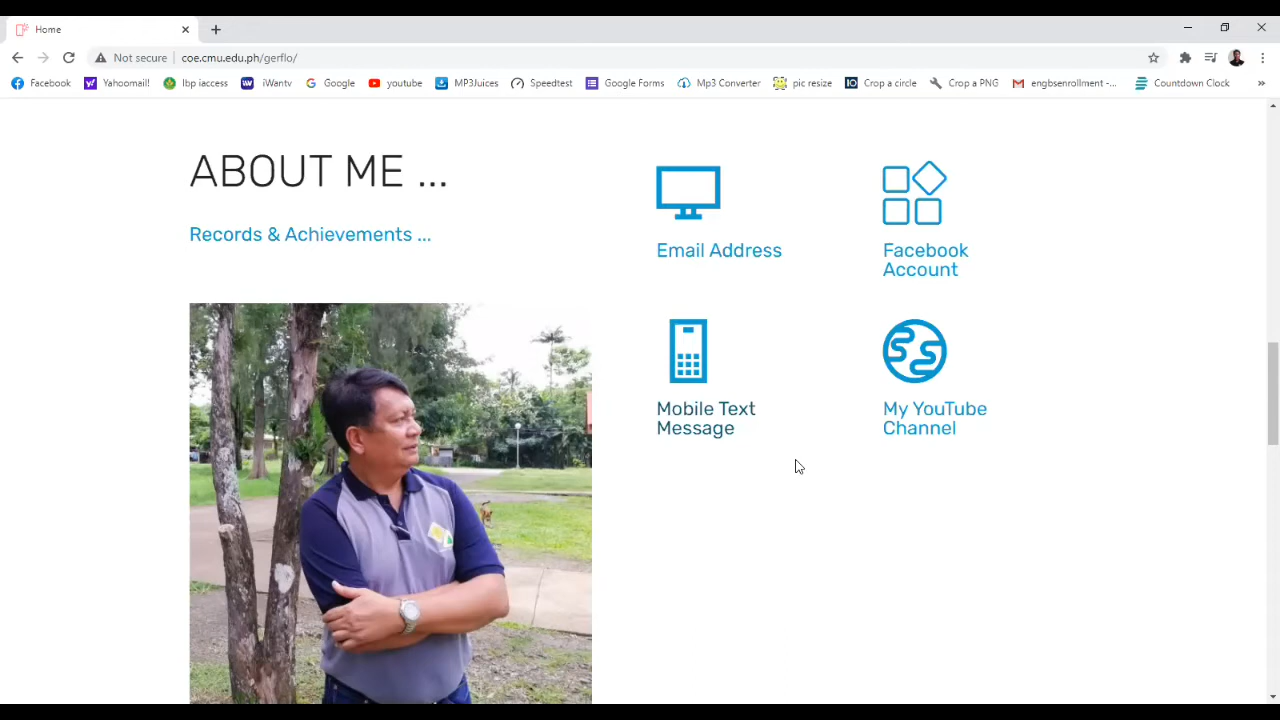 Home
Not secure coe.cmu.edu.ph/gerflo/
Facebook Yahoomail! lbp iaccess iWantv Google youtube MP3Juices Speedtest Google Forms Mp3 Converter pic resize Crop a circle Crop a PNG engbsenrollment -... Countdown Clock
ABOUT ME ...
Records & Achievements ...
Email Address
Facebook
Account
Mobile Text
Message
My YouTube
Channel